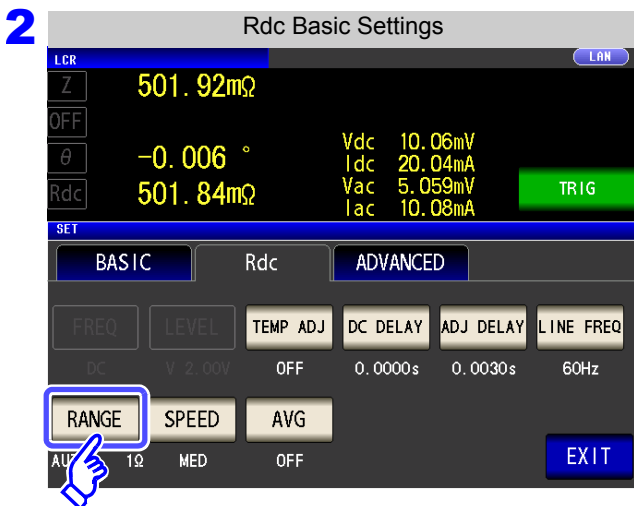 2
Rdc Basic Settings
LCR LAN
Z 501.92mΩ
OFF
θ -0.006 °
Rdc 501.84mΩ
Vdc 10.06mV
Idc 20.04mA
Vac 5.059mV
Iac 10.08mA
TRIG
SET
BASIC Rdc ADVANCED
FREQ LEVEL TEMP ADJ DC DELAY ADJ DELAY LINE FREQ
DC V 2.00V OFF 0.0000s 0.0030s 60Hz
RANGE SPEED AVG
1Ω MED OFF
EXIT